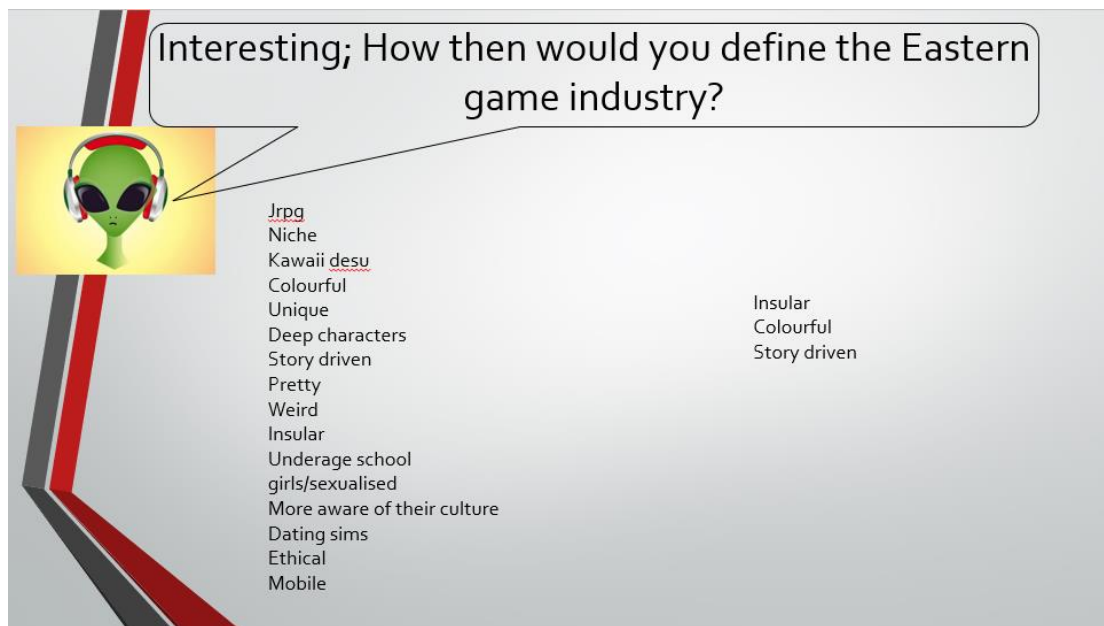 Interesting; How then would you define the Eastern
game industry?
Jrpg
Niche
Kawaii desu
Colourful
Unique
Deep characters
Story driven
Pretty
Weird
Insular
Underage school
girls/sexualised
More aware of their culture
Dating sims
Ethical
Mobile
Insular
Colourful
Story driven